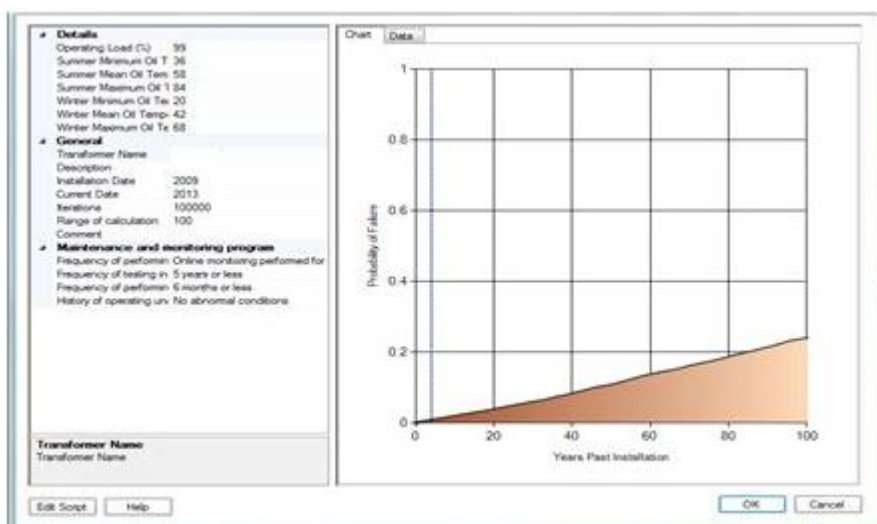 Details
Operating Load (%) 99
Summer Minimum Oil T 36
Summer Mean Oil Tem 58
Summer Maximum Oil T 84
Winter Minimum Oil Te 20
Winter Mean Oil Temp 42
Winter Maximum Oil Te 68
General
Transformer Name
Description
Installation Date 2009
Current Date 2013
Iterations 100000
Range of calculation 100
Comment
Maintenance and monitoring program
Frequency of performin Online monitoring performed for
Frequency of testing in 5 years or less
Frequency of performin 6 months or less
History of operating un No abnormal conditions
Transformer Name
Transformer Name
Edit Script Help
Chart Data
1
0.8
0.6
0.4
0.2
0
Probability of Failure
0 20 40 60 80 100
Years Past Installation
OK Cancel